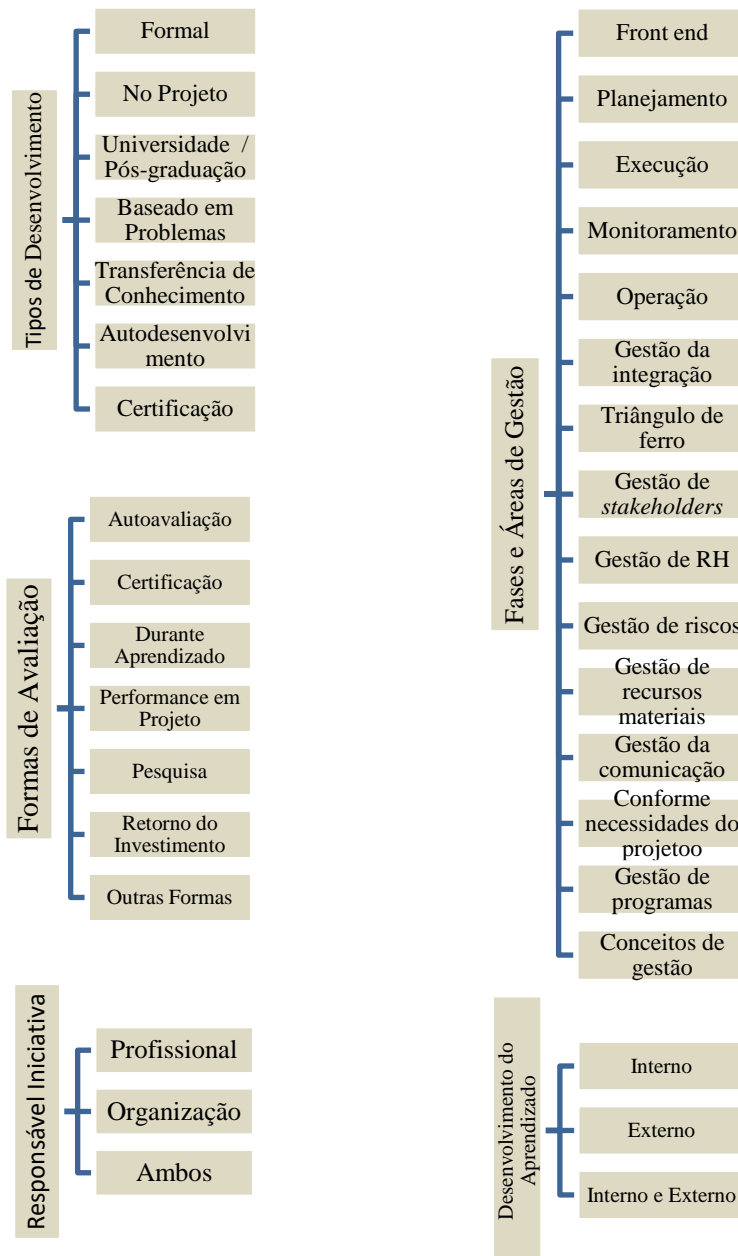 Tipos de Desenvolvimento
Formal
No Projeto
Universidade /
Pós-graduação
Baseado em
Problemas
Transferência de
Conhecimento
Autodesenvolvi
mento
Certificação
Formas de Avaliação
Autoavaliação
Certificação
Durante
Aprendizado
Performance em
Projeto
Pesquisa
Retorno do
Investimento
Outras Formas
Responsável Iniciativa
Profissional
Organização
Ambos
Fases e Áreas de Gestão
Front end
Planejamento
Execução
Monitoramento
Operação
Gestão da
integração
Triângulo de
ferro
Gestão de
stakeholders
Gestão de RH
Gestão de riscos
Gestão de
recursos
materiais
Gestão da
comunicação
Conforme
necessidades do
projetoo
Gestão de
programas
Conceitos de
gestão
Desenvolvimento do
Aprendizado
Interno
Externo
Interno e Externo